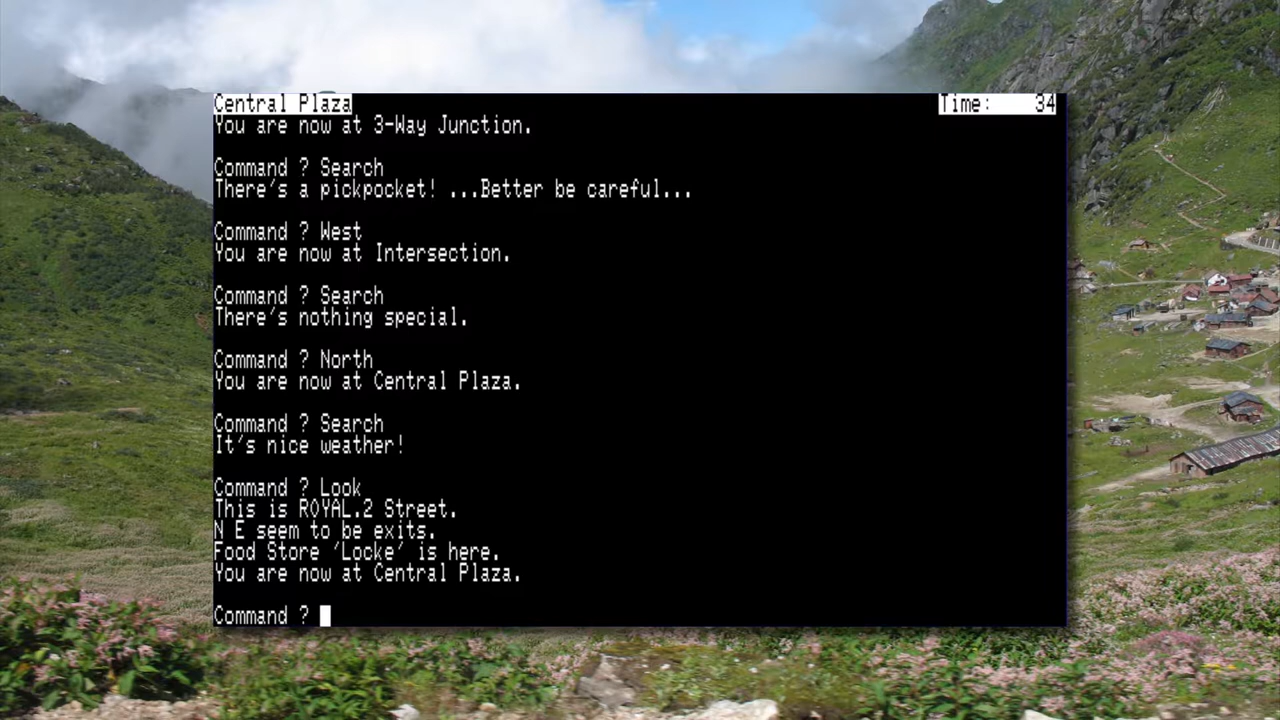 Central Plaza Time: 34
You are now at 3-Way Junction.
Command ? Search
There's a pickpocket! ...Better be careful...
Command ? West
You are now at Intersection.
Command ? Search
There's nothing special.
Command ? North
You are now at Central Plaza.
Command ? Search
It's nice weather!
Command ? Look
This is ROYAL.2 Street.
N E seem to be exits.
Food Store 'Locke' is here.
You are now at Central Plaza.
Command ?